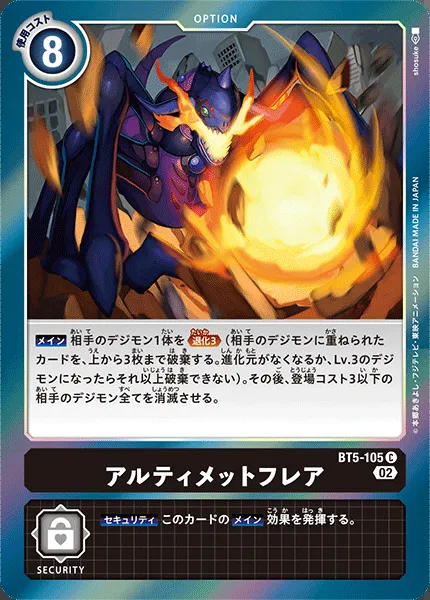 OPTION
使用コスト
8
shosuke
メイン 相手のデジモン1体を 退化3 (相手のデジモンに重ねられた
カードを、上から3枚まで破棄する。進化元がなくなるか、Lv.3のデジ
モンになったらそれ以上破棄できない)。その後、登場コスト3以下の
相手のデジモン全てを消滅させる。
©本郷あきよし・フジテレビ・東映アニメーション BANDAI MADE IN JAPAN
BT5-105 C
アルティメットフレア
02
セキュリティ このカードの メイン 効果を発揮する。
SECURITY